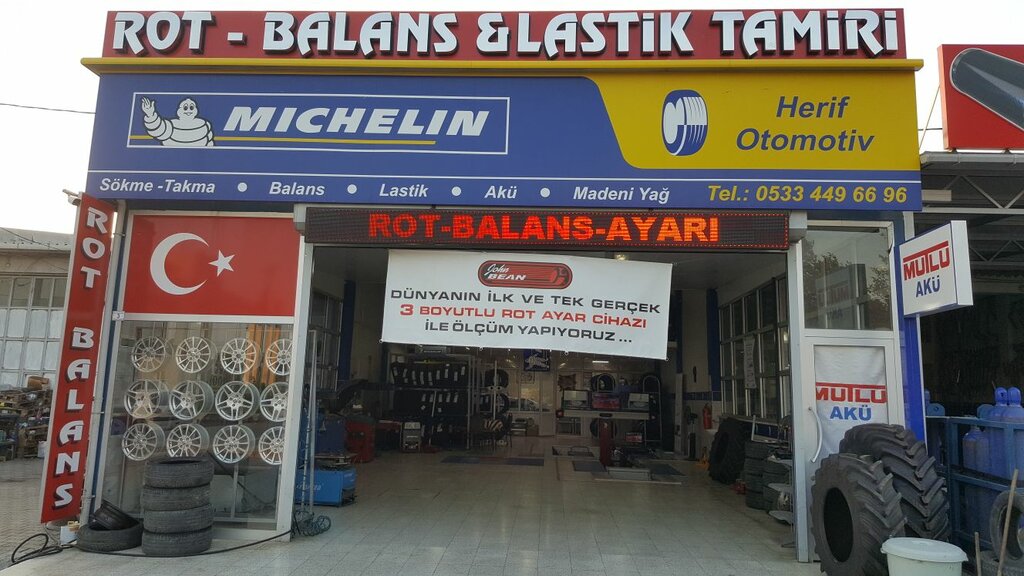 ROT - BALANS & LASTİK TAMİRİ
MICHELIN
Herif
Otomotiv
Sökme -Takma • Balans • Lastik • Akü • Madeni Yağ
Tel.: 0533 449 66 96
ROT-BALANS-AYARI
ROT BALANS
John
BEAN
DÜNYANIN İLK VE TEK GERÇEK
3 BOYUTLU ROT AYAR CİHAZI
İLE ÖLÇÜM YAPIYORUZ ...
MUTLU
AKÜ
MUTLU
AKÜ